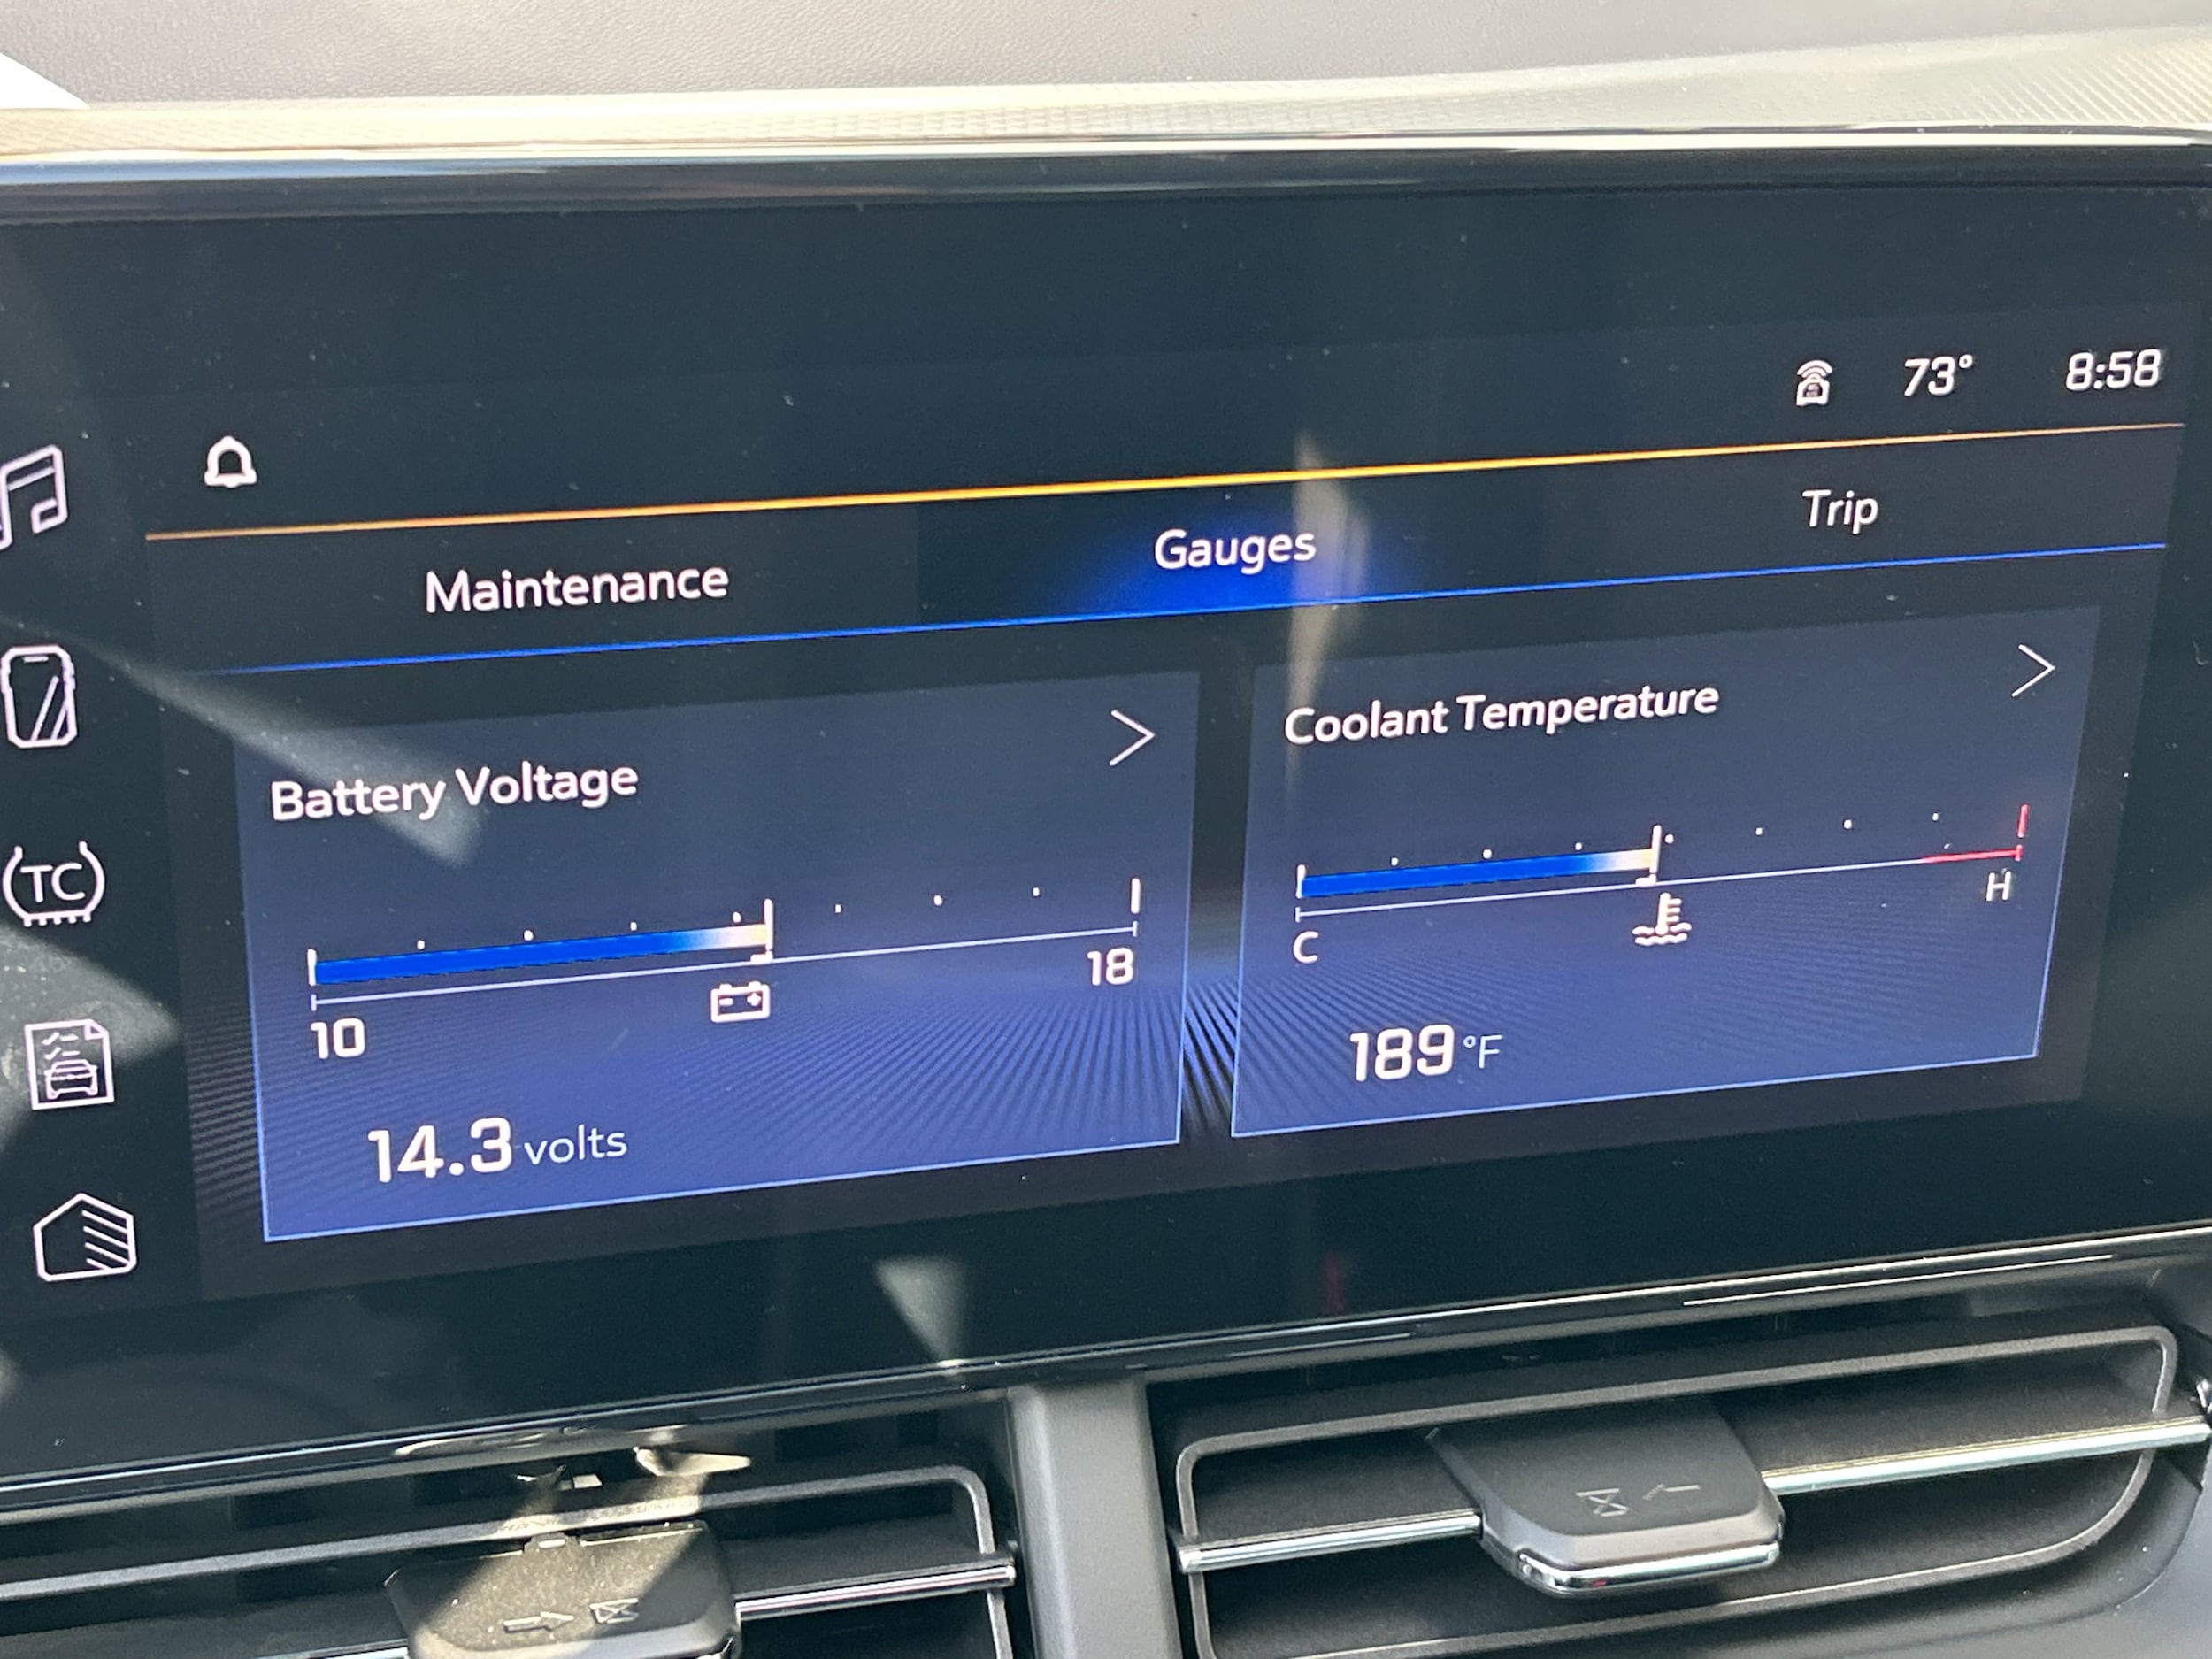 73° 8:58
Maintenance Gauges Trip
Battery Voltage
10 18
14.3 volts
Coolant Temperature
C H
189 °F
TC